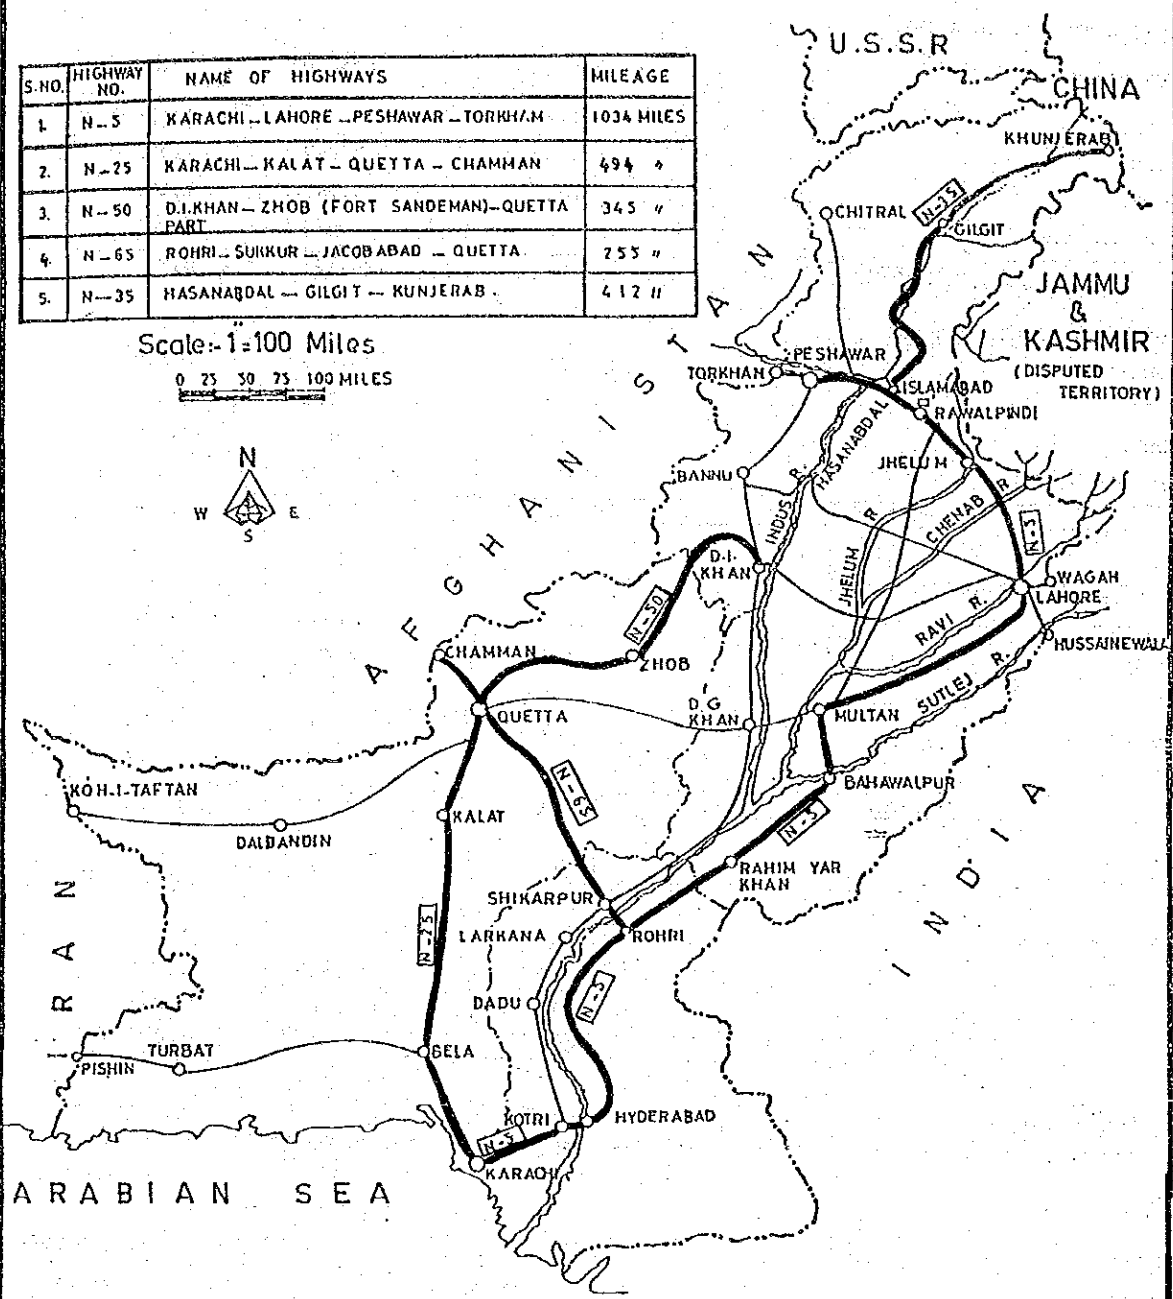 S.NO. HIGHWAY NO. NAME OF HIGHWAYS MILEAGE
1. N-5 KARACHI-LAHORE-PESHAWAR-TORKHAM 1034 MILES
2. N-25 KARACHI-KALAT-QUETTA-CHAMMAN 494 "
3. N-50 D.I.KHAN-ZHOB (FORT SANDEMAN)-QUETTA PART 345 "
4. N-65 ROHRI-SUKKUR-JACOBABAD-QUETTA 255 "
5. N-35 HASANABDAL-GILGIT-KUNJERAB. 412 "
Scale:-1"=100 Miles
0 25 50 75 100 MILES
N
W E
S
U.S.S.R
CHINA
KHUNJERAB
CHITRAL
N-35
GILGIT
JAMMU
&
KASHMIR
(DISPUTED
TERRITORY)
AFGHANISTAN
PESHAWAR
TORKHAN
ISLAMABAD
RAWALPINDI
HASANABDAL
BANNU
INDUS R.
JHELUM
JHELUM R
CHENAB R
N-5
D.I.
KHAN
WAGAH
LAHORE
RAVI R.
HUSSAINEWALA
N-50
CHAMMAN
ZHOB
SUTLEJ R.
QUETTA
D.G
KHAN
MULTAN
KOH-I-TAFTAN
N-65
BAHAWALPUR
KALAT
DALBANDIN
N-5
INDIA
RAHIM YAR
KHAN
SHIKARPUR
LARKANA
ROHRI
N-25
IRAN
DADU
N-5
TURBAT
BELA
PISHIN
KOTRI
HYDERABAD
N-5
KARACHI
ARABIAN SEA